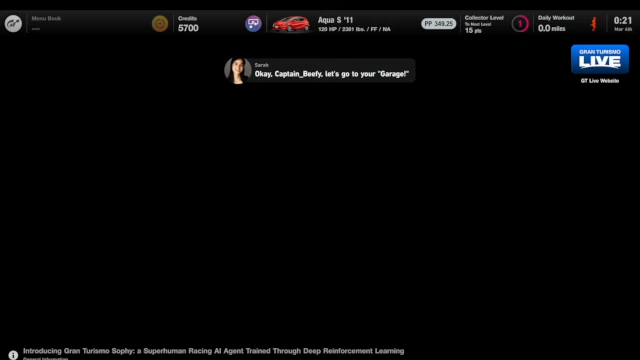 Menu Book
---
Credits
5700
Aqua S '11
120 HP / 2381 lbs. / FF / NA
PP 349.25
Collector Level
To Next Level
15 pts
1
Daily Workout
0.0 miles
0:21
Mar 4th
GRAN TURISMO
LIVE
GT Live Website
Sarah
Okay, Captain_Beefy, let's go to your "Garage!"
Introducing Gran Turismo Sophy: a Superhuman Racing AI Agent Trained Through Deep Reinforcement Learning
General Information